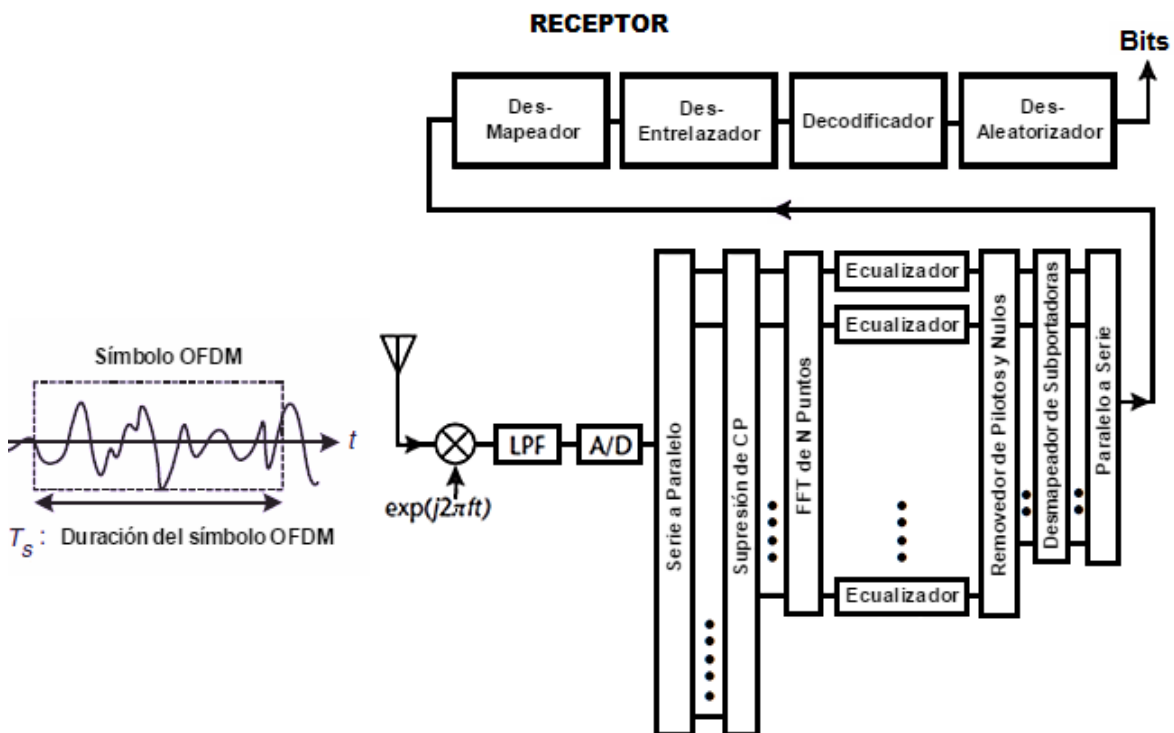 RECEPTOR
Bits
Des-
Mapeador
Des-
Entrelazador
Decodificador
Des-
Aleatorizador
Símbolo OFDM
t
T_s : Duración del símbolo OFDM
LPF
A/D
exp(j2πft)
Serie a Paralelo
Supresión de CP
FFT de N Puntos
Ecualizador
Ecualizador
Ecualizador
Removedor de Pilotos y Nulos
Desmapeador de Subportadoras
Paralelo a Serie